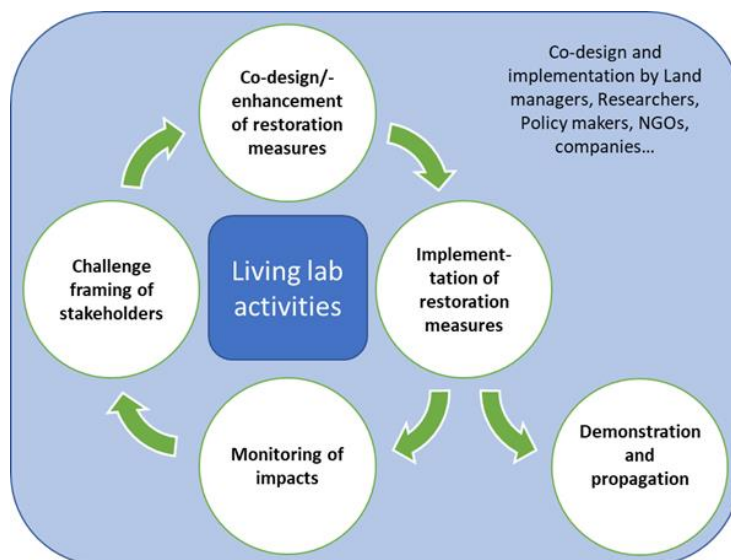 Co-design/-
enhancement
of restoration
measures
Co-design and
implementation by Land
managers, Researchers,
Policy makers, NGOs,
companies…
Challenge
framing of
stakeholders
Living lab
activities
Implement-
tation of
restoration
measures
Monitoring of
impacts
Demonstration
and
propagation